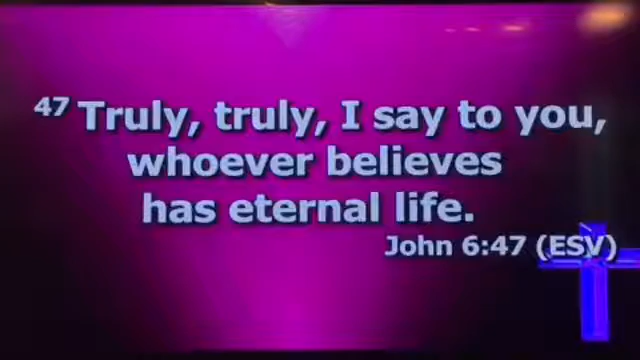 47 Truly, truly, I say to you,
whoever believes
has eternal life.
John 6:47 (ESV)